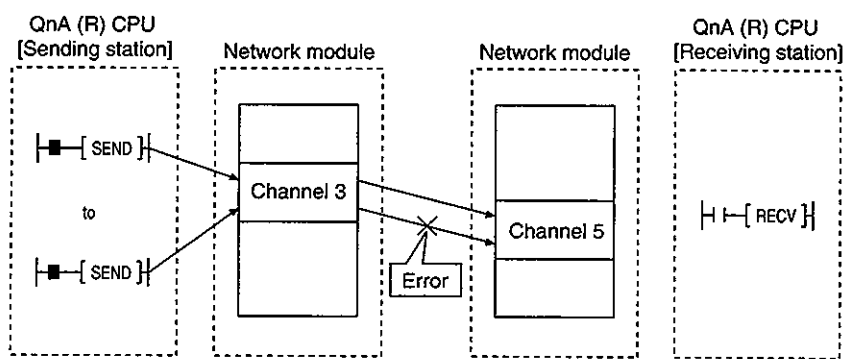 QnA (R) CPU
[Sending station]
Network module
Network module
QnA (R) CPU
[Receiving station]
SEND
to
SEND
Channel 3
Error
Channel 5
RECV